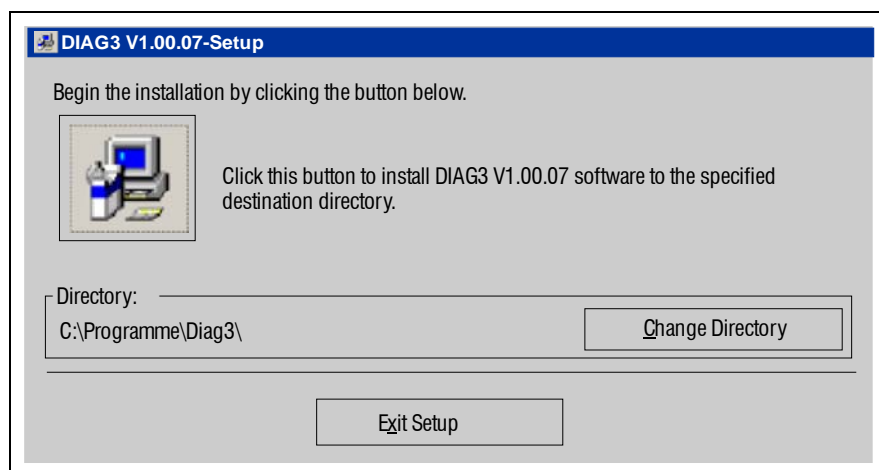 DIAG3 V1.00.07-Setup
Begin the installation by clicking the button below.
Click this button to install DIAG3 V1.00.07 software to the specified
destination directory.
Directory:
C:\Programme\Diag3\
Change Directory
Exit Setup